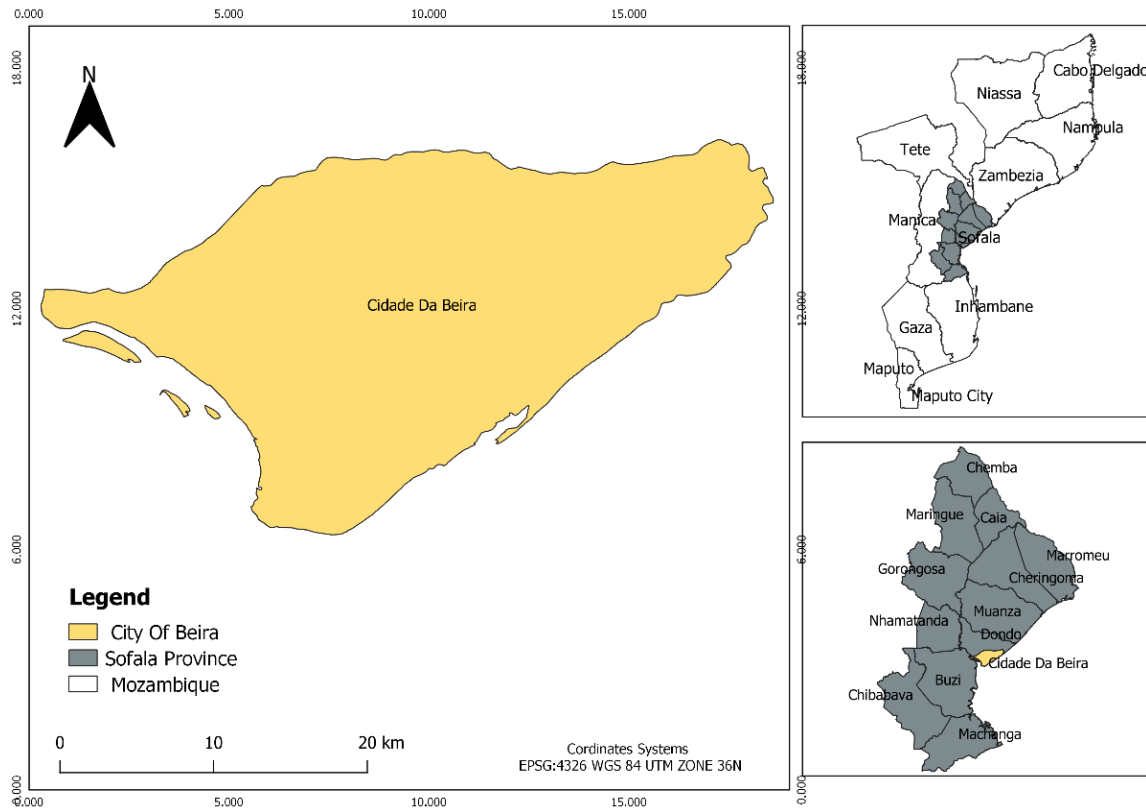 0.000
5.000
10.000
15.000
18.000
12.000
6.000
0.000
N
Cidade Da Beira
Legend
City Of Beira
Sofala Province
Mozambique
0
10
20 km
Cordinates Systems
EPSG:4326 WGS 84 UTM ZONE 36N
0.000
5.000
10.000
15.000
18.000
12.000
6.000
0.000
Cabo Delgado
Niassa
Nampula
Tete
Zambezia
Manica
Sofala
Inhambane
Gaza
Maputo
Maputo City
Chemba
Maringue
Caia
Marromeu
Gorongosa
Cheringoma
Muanza
Nhamatanda
Dondo
Cidade Da Beira
Buzi
Chibabava
Machanga